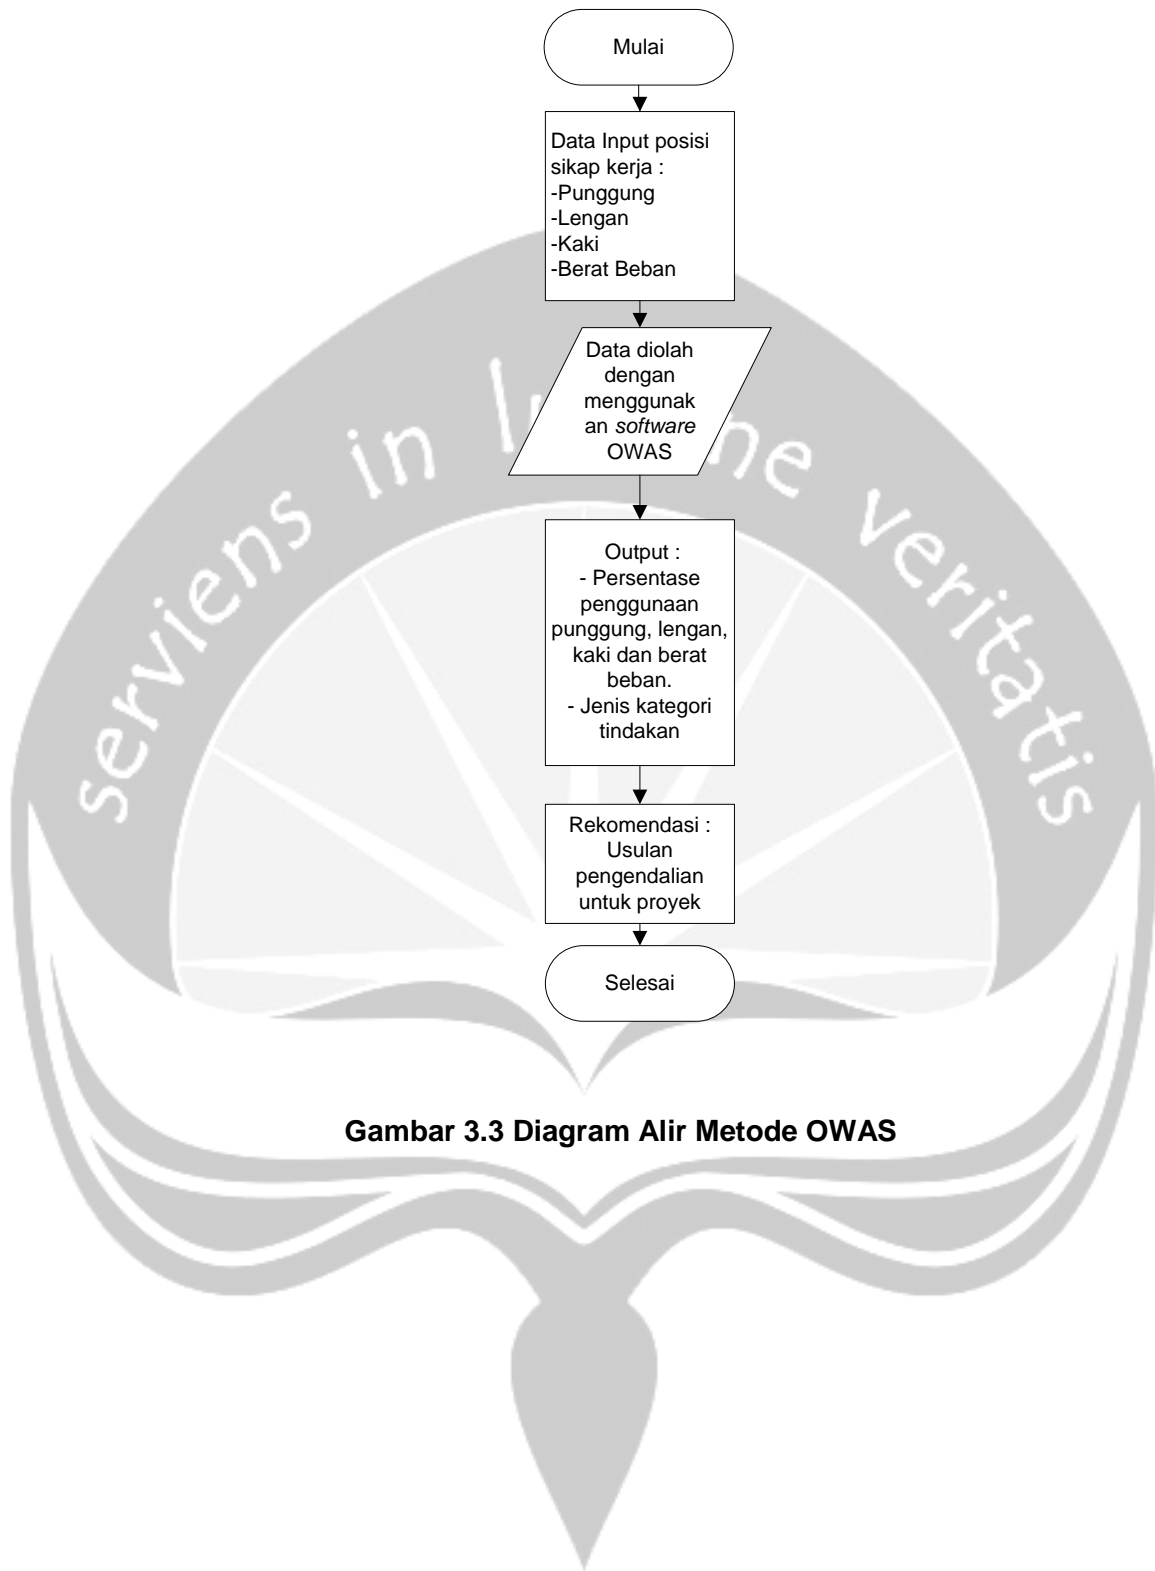 Mulai
Data Input posisi
sikap kerja :
-Punggung
-Lengan
-Kaki
-Berat Beban
Data diolah
dengan
menggunak
an software
OWAS
Output :
- Persentase
penggunaan
punggung, lengan,
kaki dan berat
beban.
- Jenis kategori
tindakan
Rekomendasi :
Usulan
pengendalian
untuk proyek
Selesai
Gambar 3.3 Diagram Alir Metode OWAS
serviens in veritatis